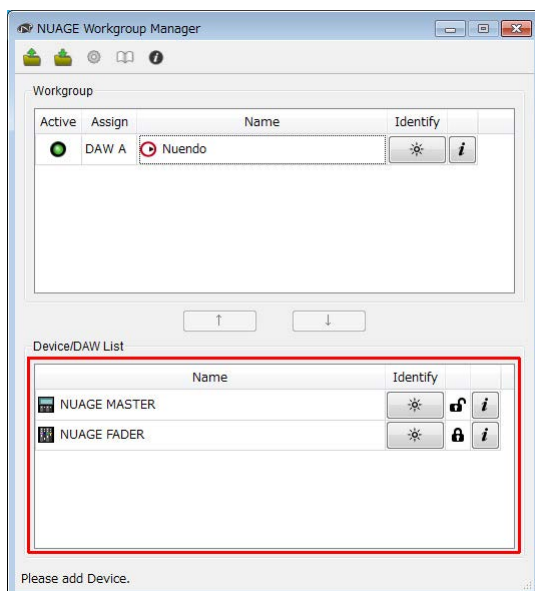 NUAGE Workgroup Manager
Workgroup
Active Assign Name Identify
DAW A Nuendo
Device/DAW List
Name Identify
NUAGE MASTER
NUAGE FADER
Please add Device.